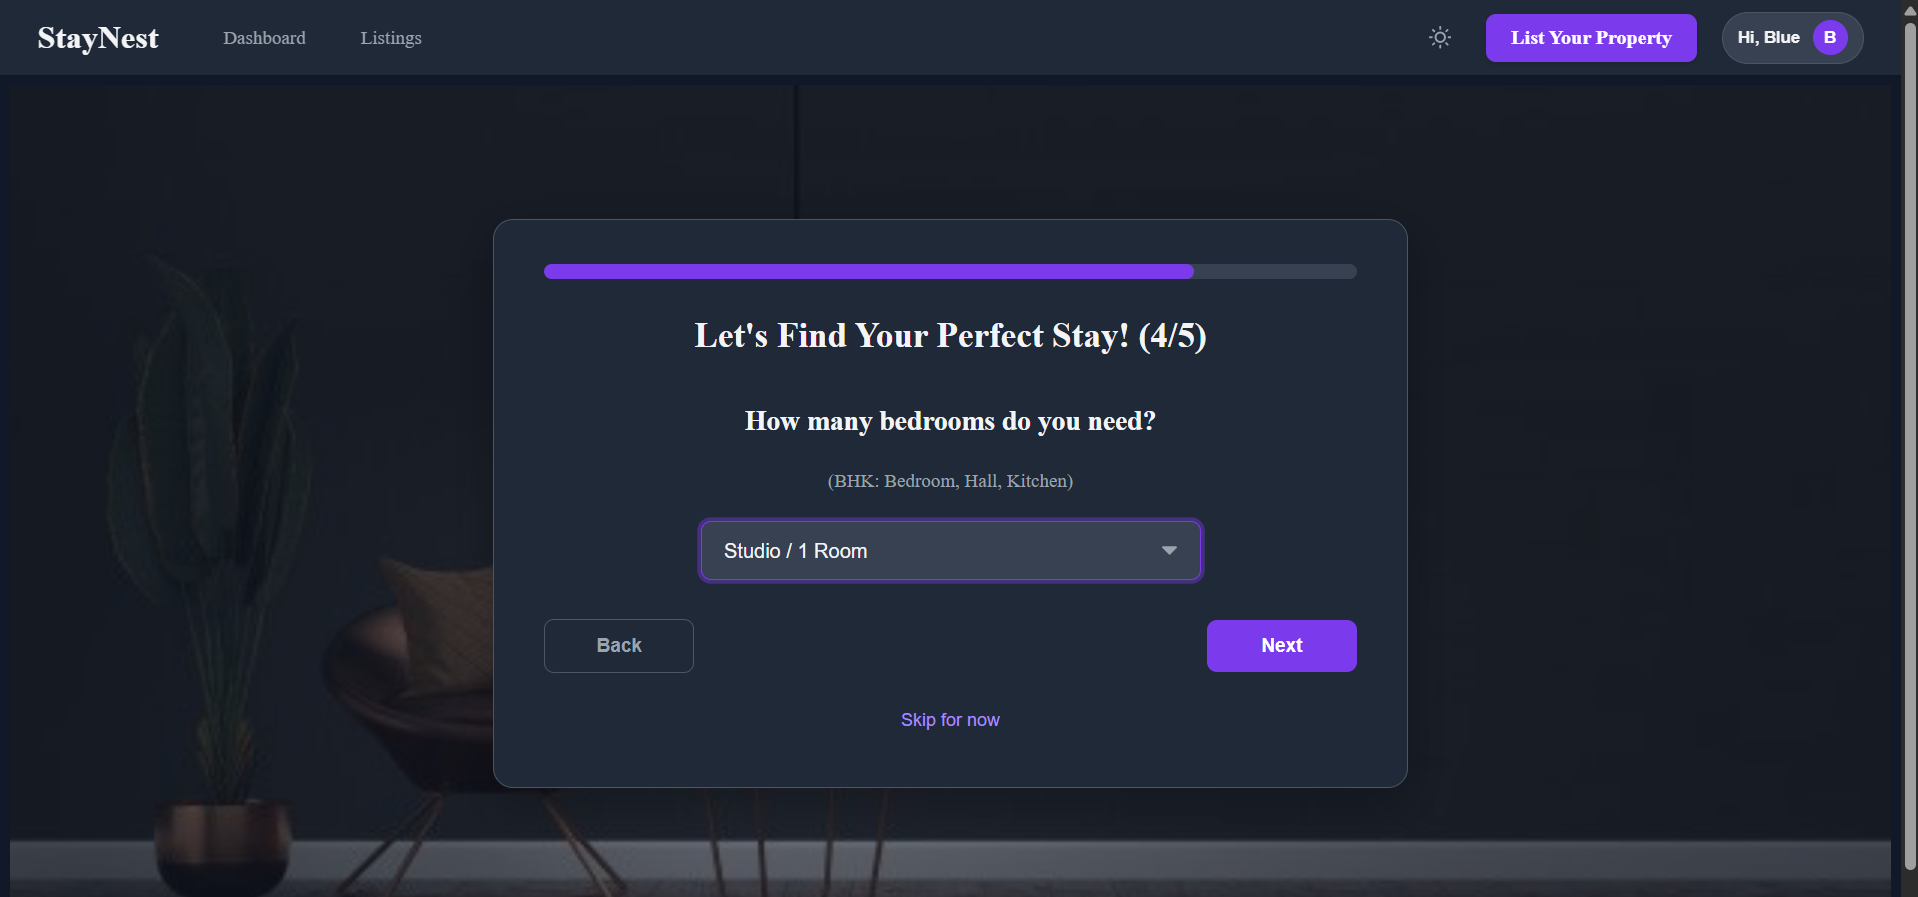 StayNest
Dashboard
Listings
List Your Property
Hi, Blue
B
Let's Find Your Perfect Stay! (4/5)
How many bedrooms do you need?
(BHK: Bedroom, Hall, Kitchen)
Studio / 1 Room
Back
Next
Skip for now